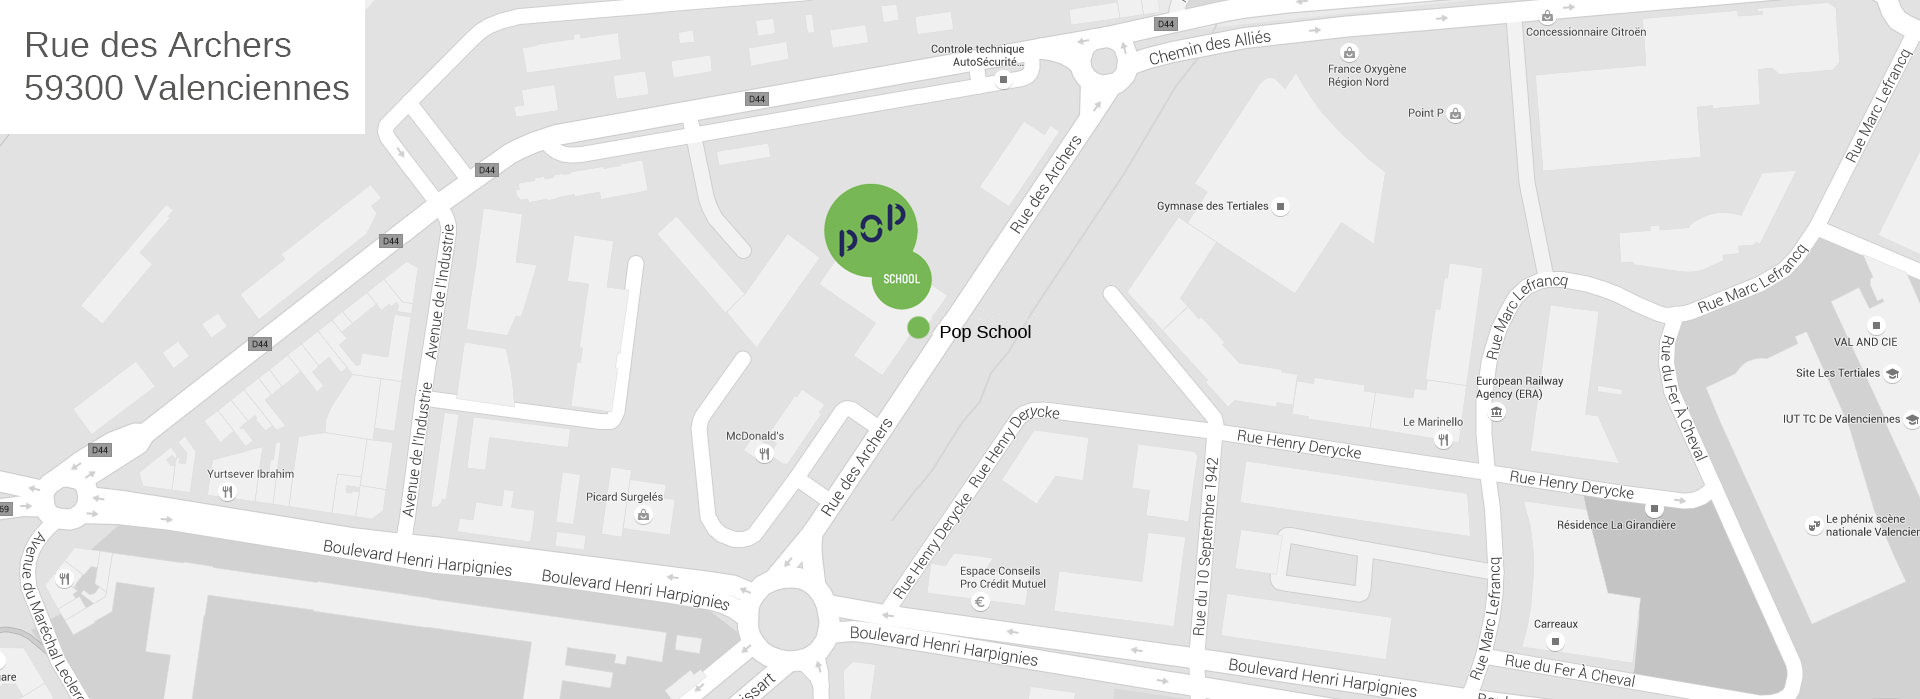 Rue des Archers
59300 Valenciennes
D44
Controle technique
AutoSécurité...
Chemin des Alliés
Concessionnaire Citroën
France Oxygène
Région Nord
Point P
Rue Marc Lefrancq
D44
D44
Rue des Archers
Gymnase des Tertiales
POP
SCHOOL
Pop School
D44
Avenue de l'Industrie
D44
Rue Marc Lefrancq
Rue Marc Lefrancq
Rue du Fer À Cheval
VAL AND CIE
Site Les Tertiales
IUT TC De Valenciennes
European Railway
Agency (ERA)
Le Marinello
Avenue de l'Industrie
McDonald's
Rue des Archers
Rue Henry Derycke
Rue Henry Derycke
Rue Henry Derycke
Rue Henry Derycke
D44
Yurtsever Ibrahim
Picard Surgelés
69
Résidence La Girandière
Le phénix scène
nationale Valencien
Rue du 10 Septembre 1942
Boulevard Henri Harpignies
Boulevard Henri Harpignies
Espace Conseils
Pro Crédit Mutuel
Avenue du Maréchal Leclerc
Rue Marc Lefrancq
Carreaux
Boulevard Henri Harpignies
Boulevard Henri Harpignies
Rue du Fer À Cheval
gare
issart